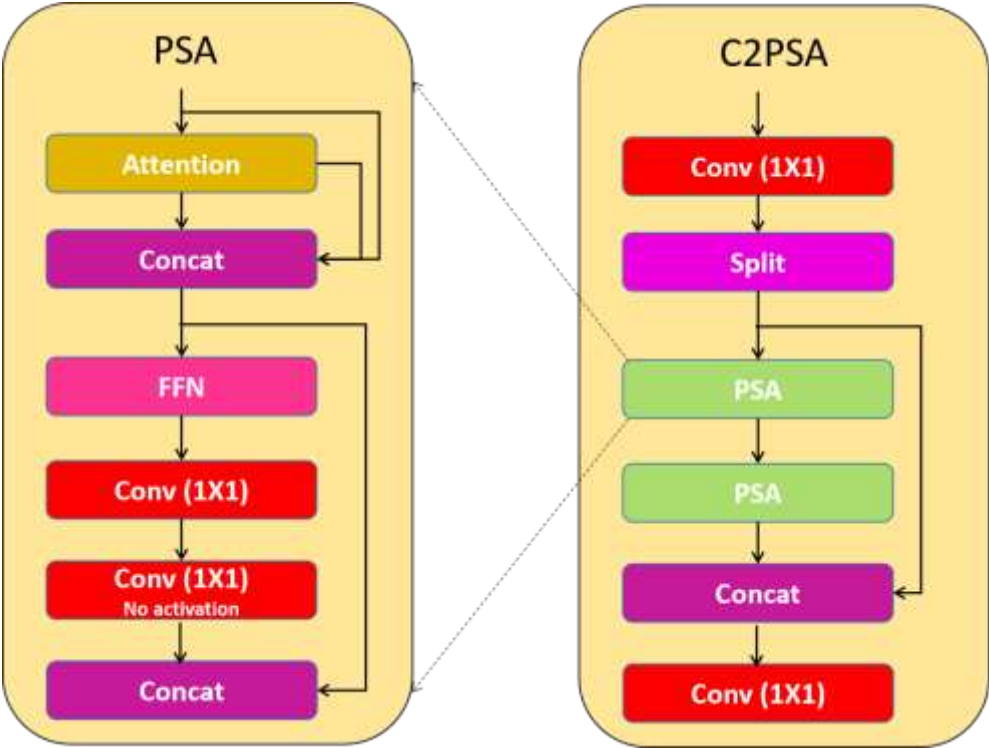 PSA
Attention
Concat
FFN
Conv (1X1)
Conv (1X1)
No activation
Concat
C2PSA
Conv (1X1)
Split
PSA
PSA
Concat
Conv (1X1)